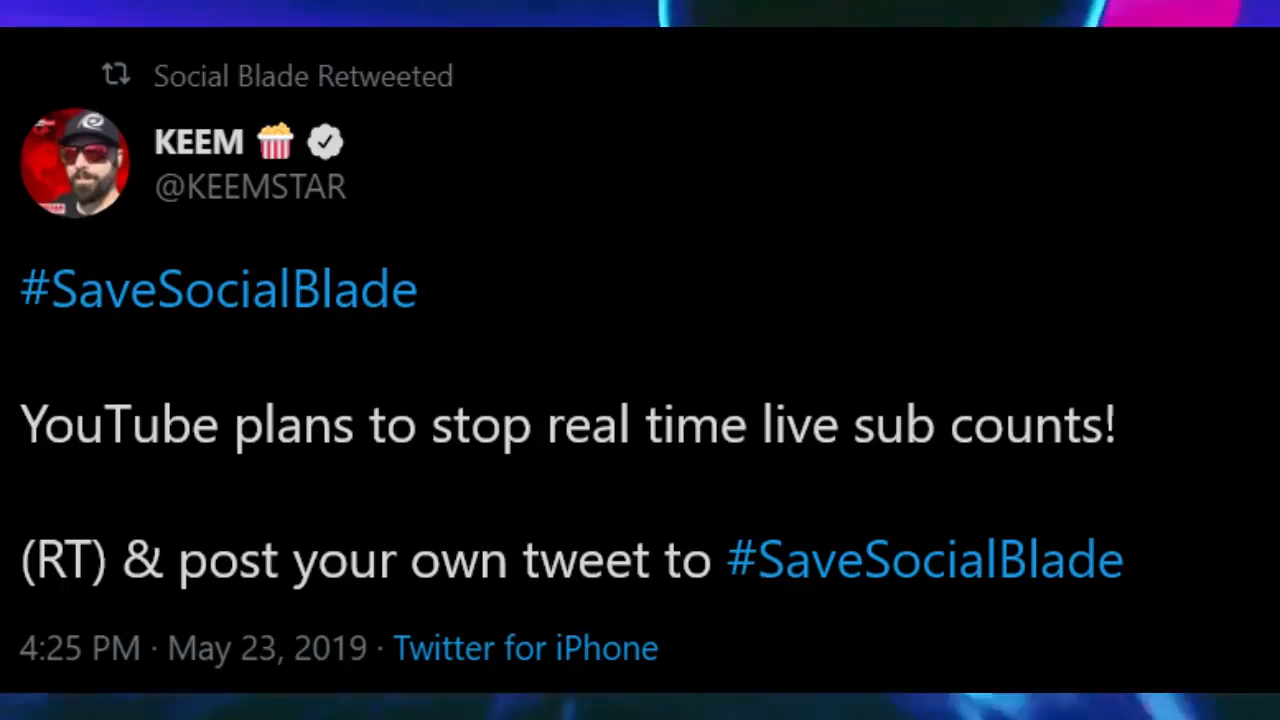 Social Blade Retweeted
KEEM 🍿
@KEEMSTAR
#SaveSocialBlade
YouTube plans to stop real time live sub counts!
(RT) & post your own tweet to #SaveSocialBlade
4:25 PM · May 23, 2019 · Twitter for iPhone